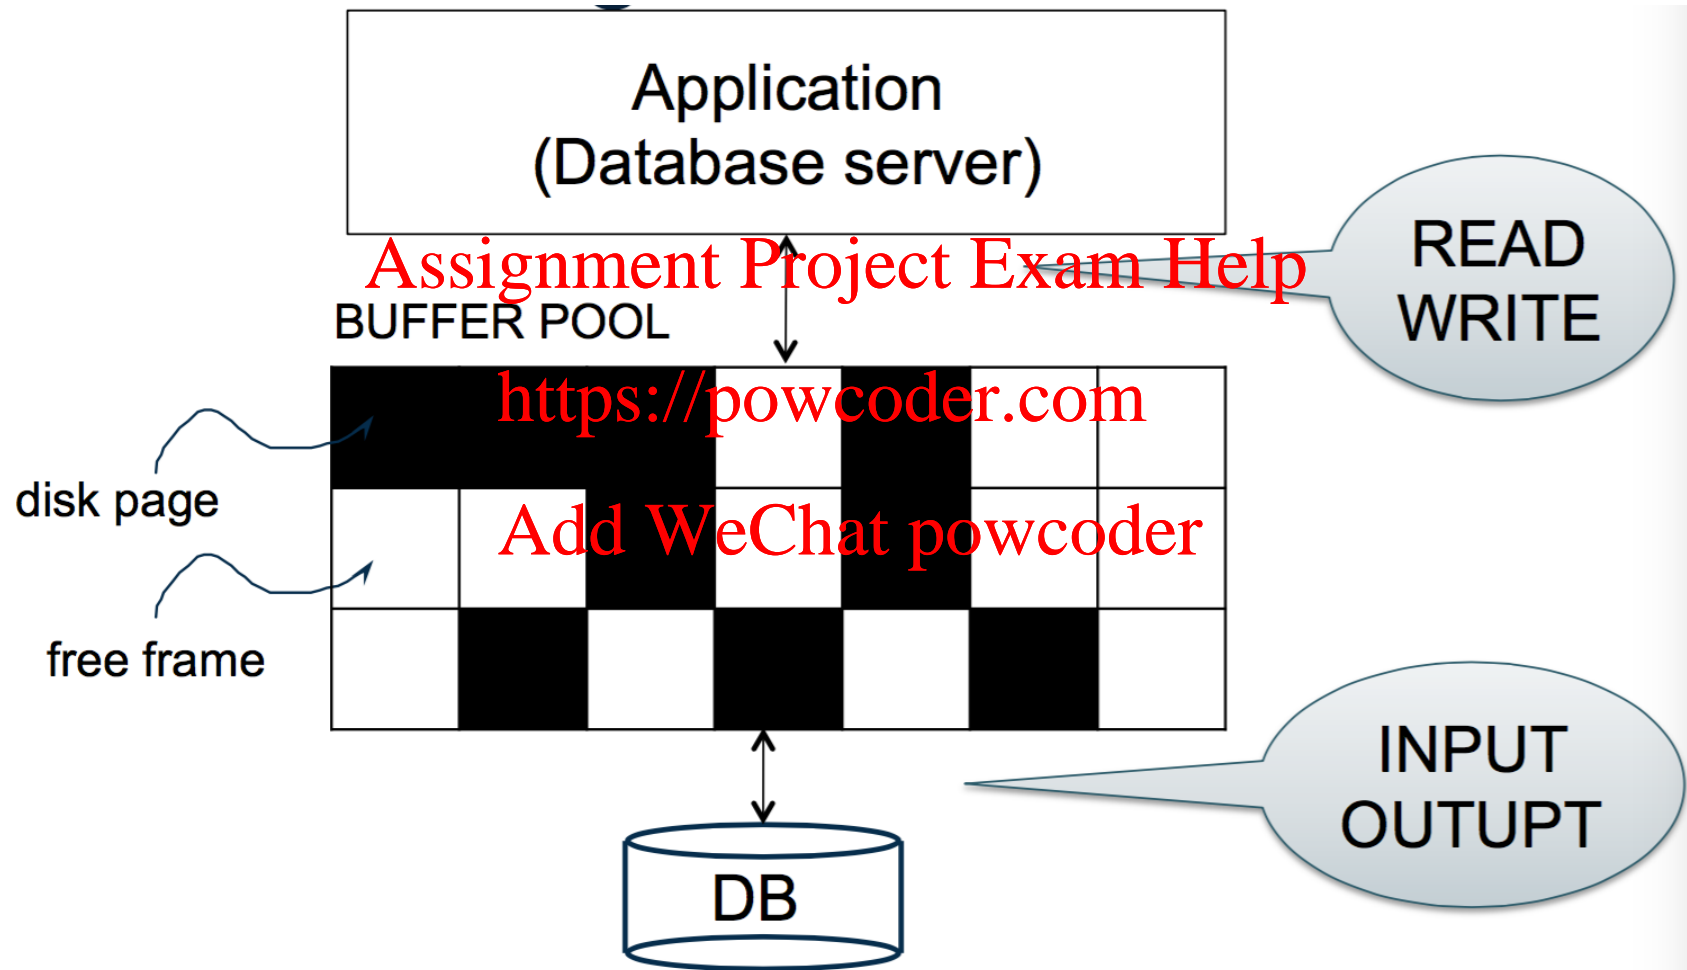 Application
(Database server)
READ
WRITE
Assignment Project Exam Help
BUFFER POOL
https://powcoder.com
disk page
Add WeChat powcoder
free frame
INPUT
OUTUPT
DB